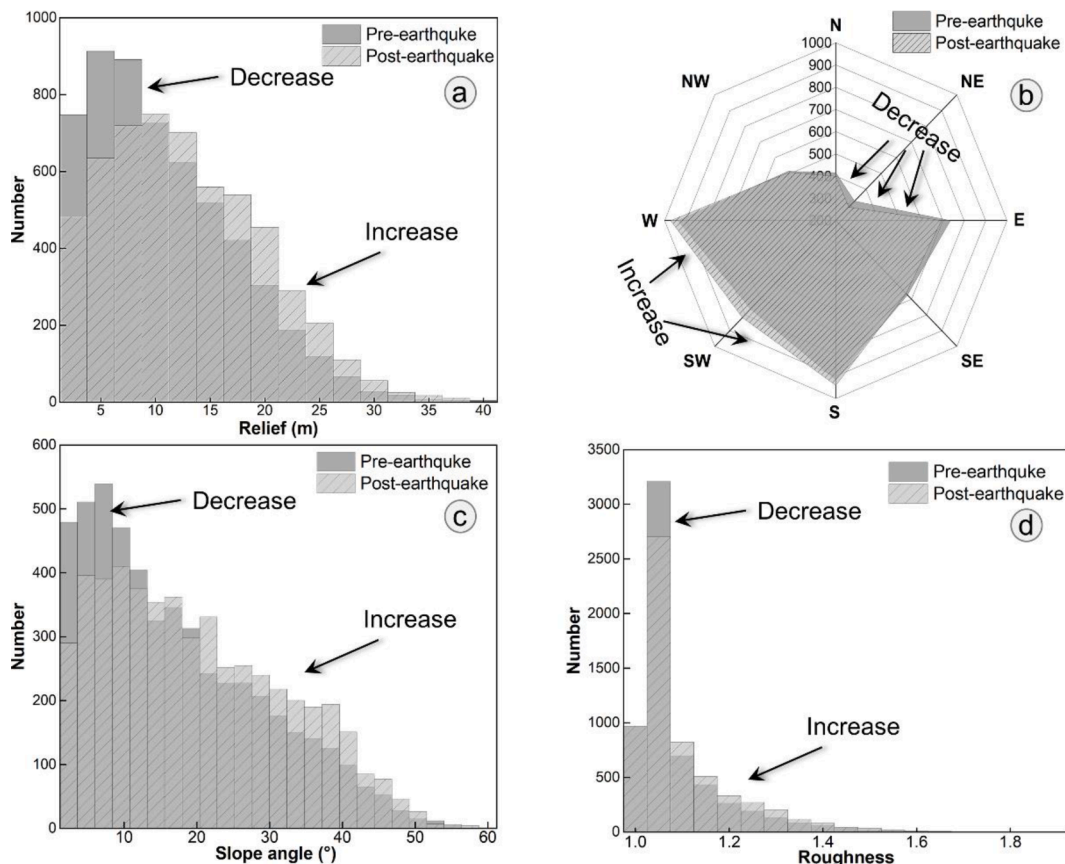 1000
800
600
400
200
0
Number
5
10
15
20
25
30
35
40
Relief (m)
Pre-earthquke
Post-earthquake
Decrease
Increase
a
N
NE
E
SE
S
SW
W
NW
1000
900
800
700
600
500
400
300
200
Pre-earthquke
Post-earthquake
Decrease
Increase
b
600
500
400
300
200
100
0
Number
10
20
30
40
50
60
Slope angle (°)
Pre-earthquke
Post-earthquake
Decrease
Increase
c
3500
3000
2500
2000
1500
1000
500
0
Number
1.0
1.2
1.4
1.6
1.8
Roughness
Pre-earthquke
Post-earthquake
Decrease
Increase
d